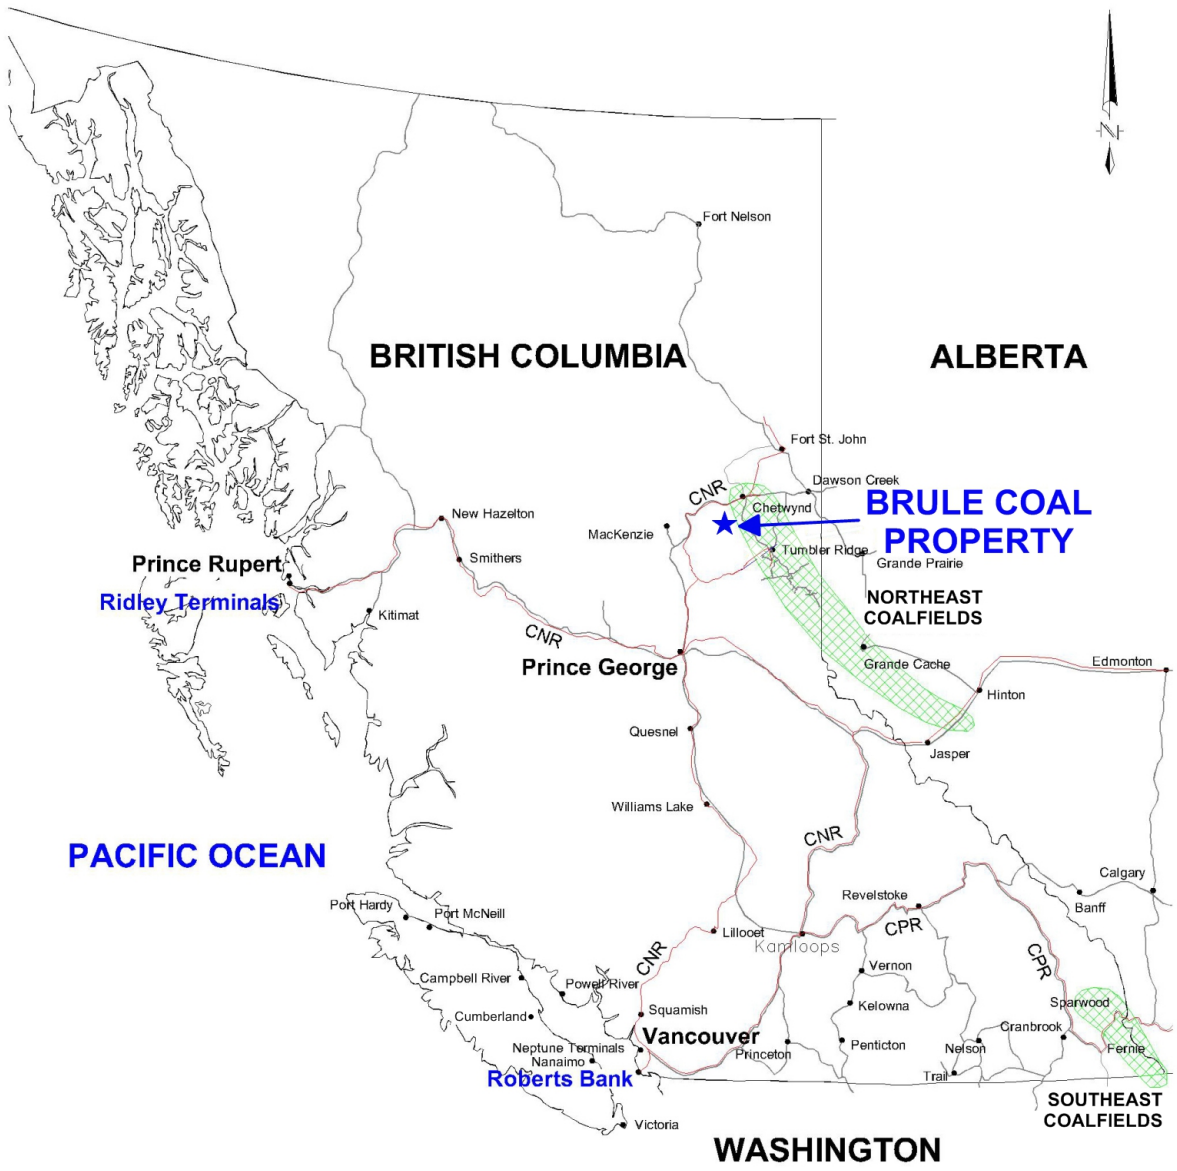 N
Fort Nelson
BRITISH COLUMBIA
ALBERTA
Fort St. John
CNR
Dawson Creek
Chetwynd
BRULE COAL
PROPERTY
New Hazelton
MacKenzie
Smithers
Tumbler Ridge
Grande Prairie
Prince Rupert
Ridley Terminals
Kitimat
NORTHEAST
COALFIELDS
CNR
Prince George
Grande Cache
Edmonton
Hinton
Quesnel
Jasper
Williams Lake
CNR
PACIFIC OCEAN
Calgary
Revelstoke
Banff
Port Hardy
Port McNeill
CPR
Lillooet
Kamloops
CNR
CPR
Vernon
Campbell River
Powell River
Sparwood
Kelowna
Squamish
Cumberland
Cranbrook
Vancouver
Neptune Terminals
Princeton
Penticton
Nelson
Fernie
Nanaimo
Roberts Bank
Trail
SOUTHEAST
COALFIELDS
Victoria
WASHINGTON